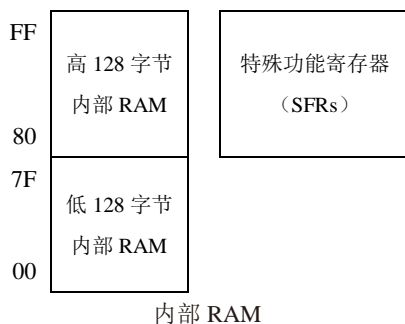 FF
高 128 字节
内部 RAM
80
特殊功能寄存器
（SFRs）
7F
低 128 字节
内部 RAM
00
内部 RAM